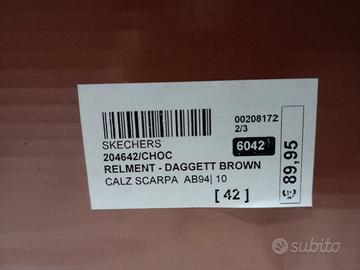 00208172
2/3
SKECHERS
6042
204642/CHOC
RELMENT - DAGGETT BROWN
CALZ SCARPA AB94| 10
[ 42 ]
€ 89,95
subito